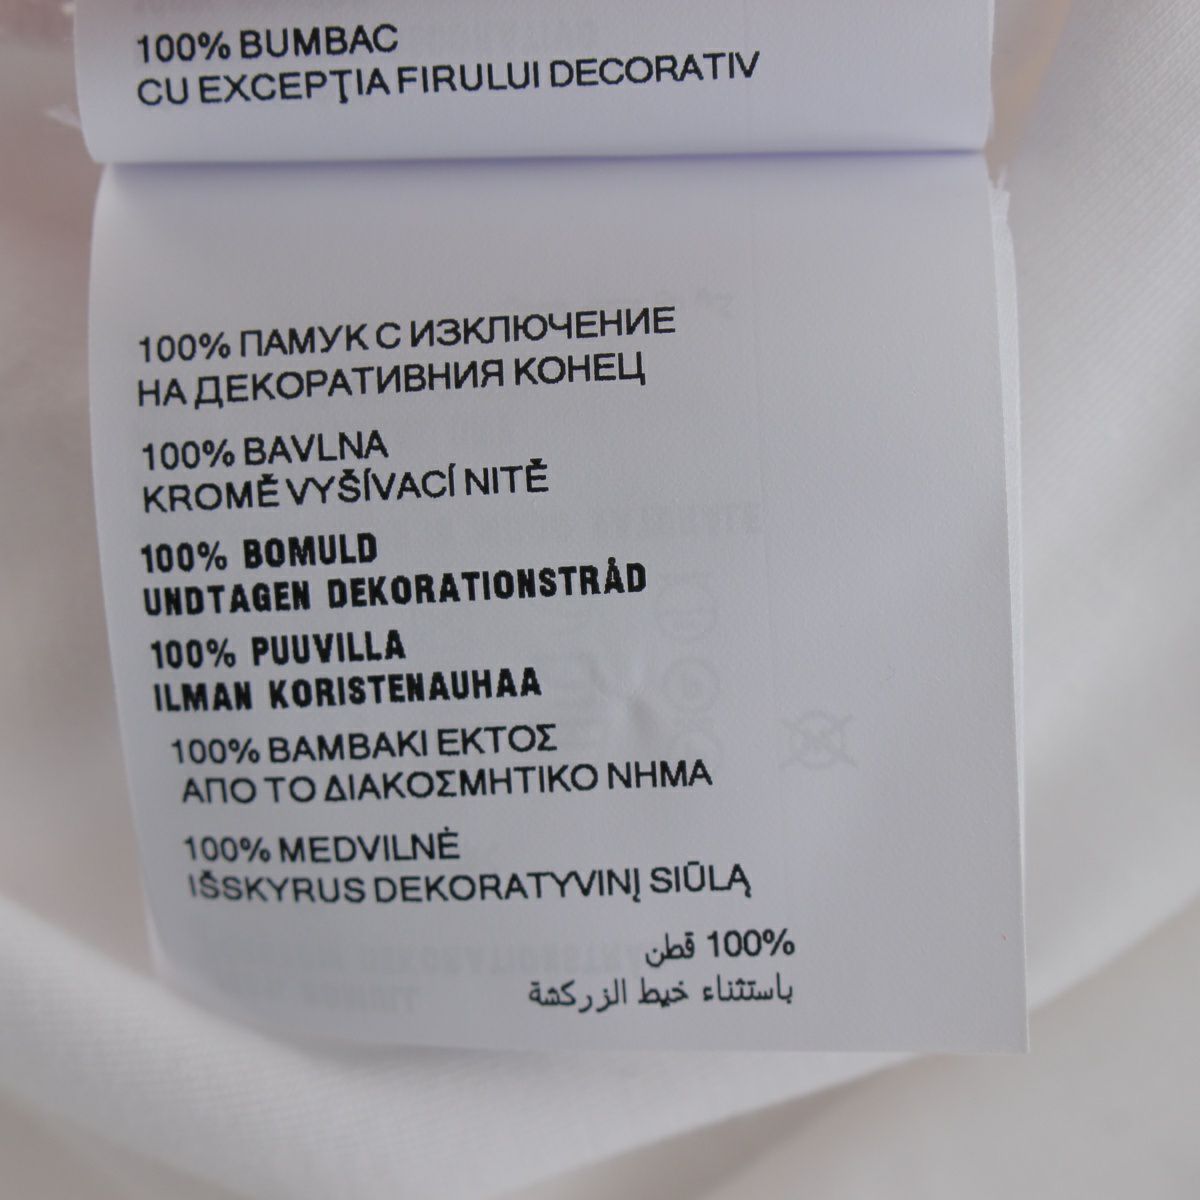 100% BUMBAC
CU EXCEPŢIA FIRULUI DECORATIV
100% ПАМУК С ИЗКЛЮЧЕНИЕ
НА ДЕКОРАТИВНИЯ КОНЕЦ
100% BAVLNA
KROMĚ VYŠÍVACÍ NITĚ
100% BOMULD
UNDTAGEN DEKORATIONSTRÅD
100% PUUVILLA
ILMAN KORISTENAUHAA
100% ΒΑΜΒΑΚΙ ΕΚΤΟΣ
ΑΠΟ ΤΟ ΔΙΑΚΟΣΜΗΤΙΚΟ ΝΗΜΑ
100% MEDVILNĖ
IŠSKYRUS DEKORATYVINĮ SIŪLĄ
100% قطن
باستثناء خيط الزركشة